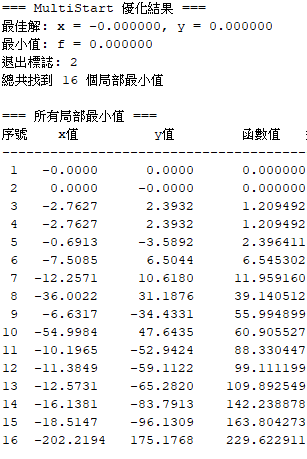 === MultiStart 優化結果 ===
最佳解: x = -0.000000, y = 0.000000
最小值: f = 0.000000
退出標誌: 2
總共找到 16 個局部最小值
=== 所有局部最小值 ===
序號 x值 y值 函數值
--------------------------------------------
1 -0.0000 0.0000 0.000000
2 0.0000 -0.0000 0.000000
3 -2.7627 2.3932 1.209492
4 -2.7627 2.3932 1.209492
5 -0.6913 -3.5892 2.396411
6 -7.5085 6.5044 6.545302
7 -12.2571 10.6180 11.959160
8 -36.0022 31.1876 39.140512
9 -6.6317 -34.4331 55.994899
10 -54.9984 47.6435 60.905527
11 -10.1965 -52.9424 88.330447
12 -11.3849 -59.1122 99.111199
13 -12.5731 -65.2820 109.892549
14 -16.1381 -83.7913 142.238878
15 -18.5147 -96.1309 163.804273
16 -202.2194 175.1768 229.622911